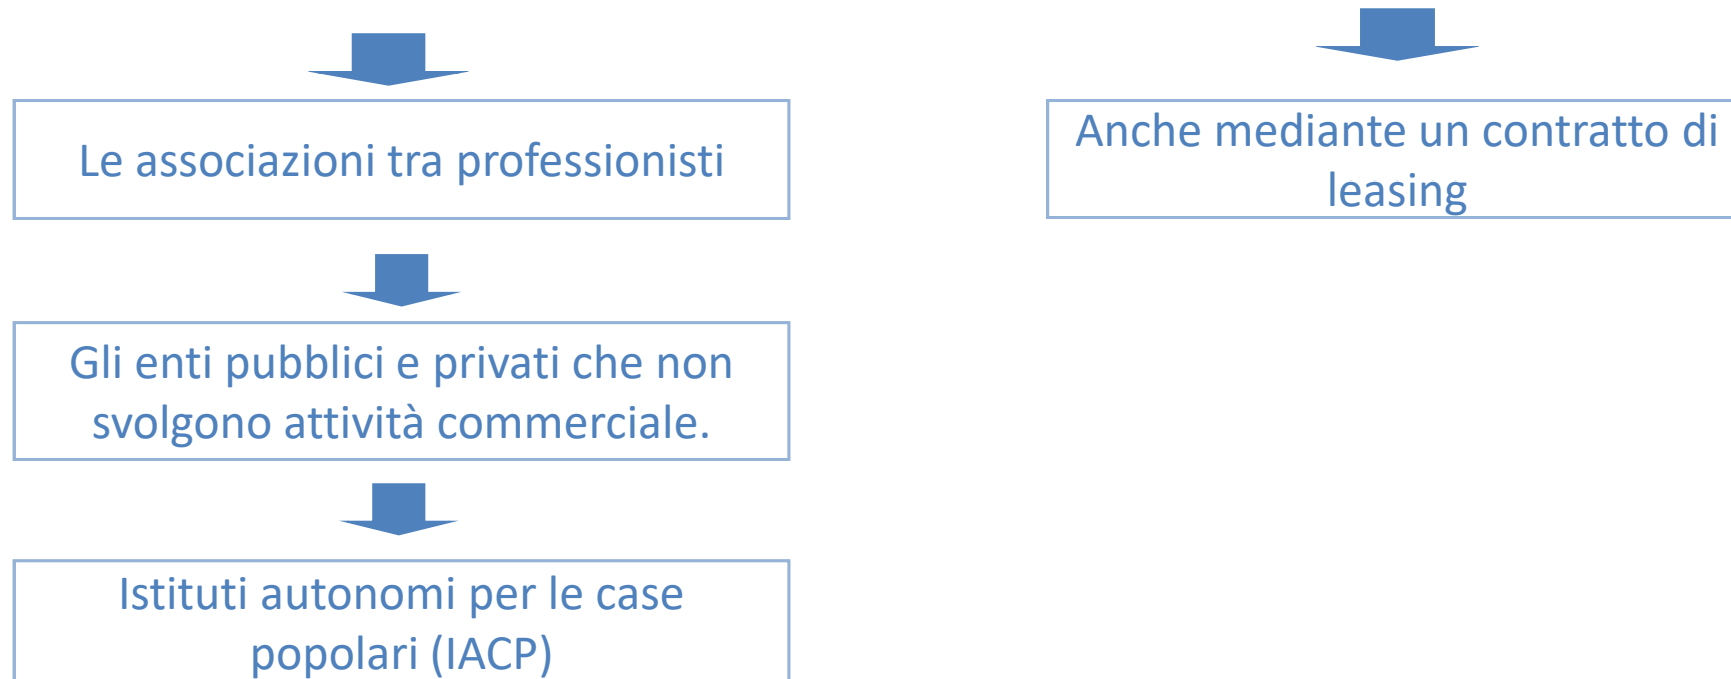 Le associazioni tra professionisti
Anche mediante un contratto di
leasing
Gli enti pubblici e privati che non
svolgono attività commerciale.
Istituti autonomi per le case
popolari (IACP)